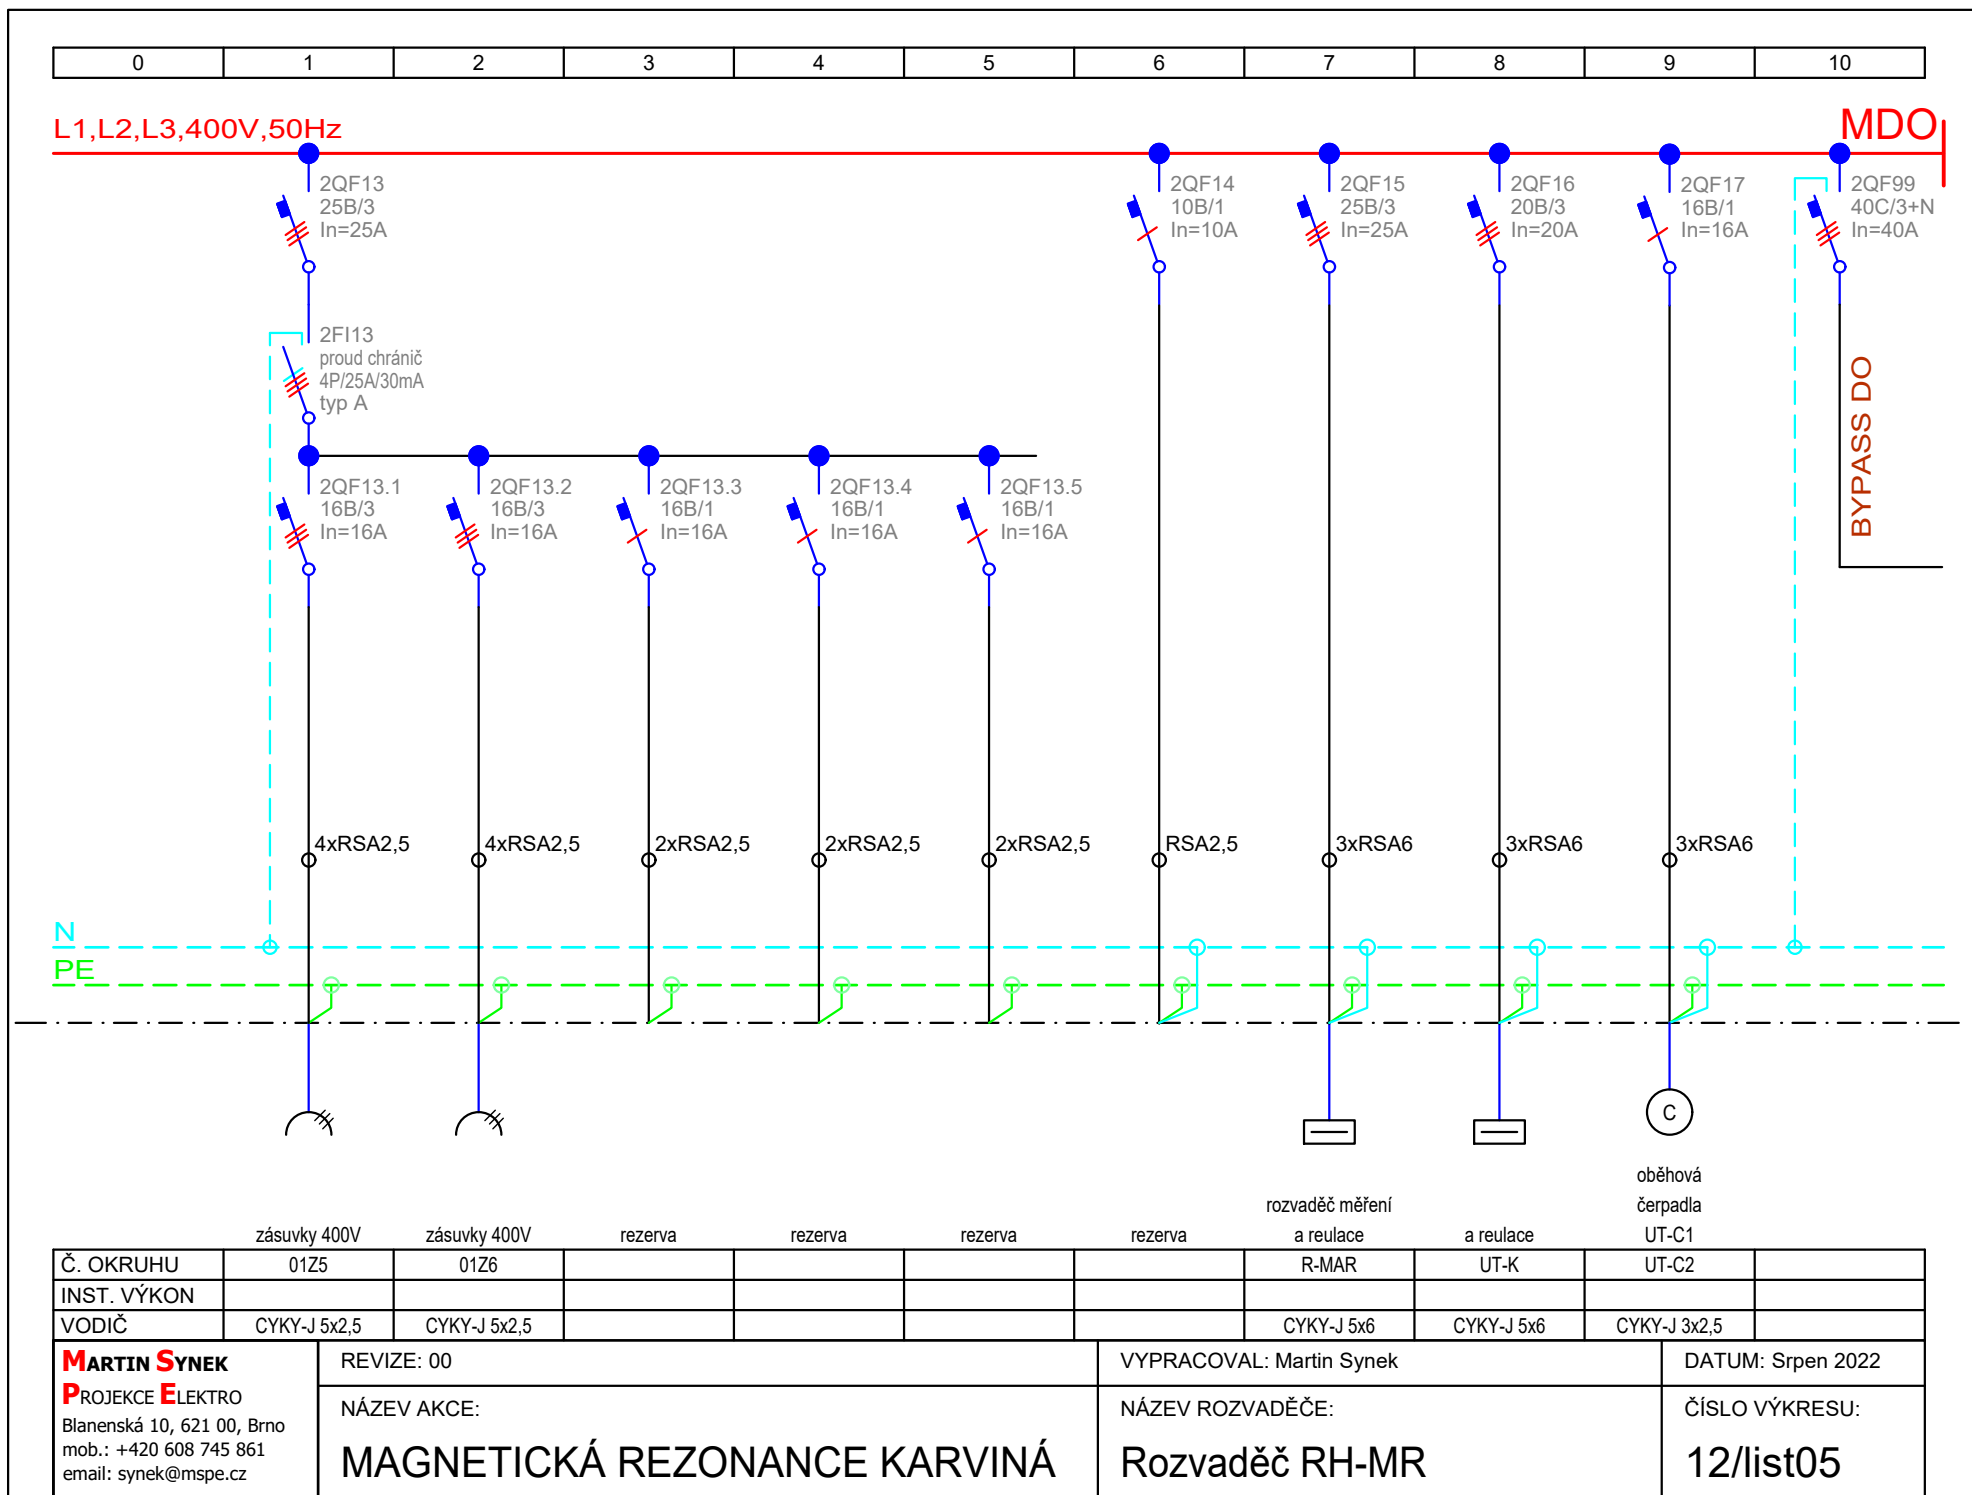 0 1 2 3 4 5 6 7 8 9 10
L1,L2,L3,400V,50Hz
MDO
2QF13
25B/3
In=25A
2QF14
10B/1
In=10A
2QF15
25B/3
In=25A
2QF16
20B/3
In=20A
2QF17
16B/1
In=16A
2QF99
40C/3+N
In=40A
2FI13
proud chránič
4P/25A/30mA
typ A
BYPASS DO
2QF13.1
16B/3
In=16A
2QF13.2
16B/3
In=16A
2QF13.3
16B/1
In=16A
2QF13.4
16B/1
In=16A
2QF13.5
16B/1
In=16A
4xRSA2,5 4xRSA2,5 2xRSA2,5 2xRSA2,5 2xRSA2,5 RSA2,5 3xRSA6 3xRSA6 3xRSA6
N
PE
C
zásuvky 400V
zásuvky 400V
rezerva
rezerva
rezerva
rezerva
rozvaděč měření
a reulace
a reulace
oběhová
čerpadla
UT-C1
Č. OKRUHU 01Z5 01Z6 R-MAR UT-K UT-C2
INST. VÝKON
VODIČ CYKY-J 5x2,5 CYKY-J 5x2,5 CYKY-J 5x6 CYKY-J 5x6 CYKY-J 3x2,5
MARTIN SYNEK
PROJEKCE ELEKTRO
Blanenská 10, 621 00, Brno
mob.: +420 608 745 861
email: synek@mspe.cz
REVIZE: 00
NÁZEV AKCE:
MAGNETICKÁ REZONANCE KARVINÁ
VYPRACOVAL: Martin Synek
NÁZEV ROZVADĚČE:
Rozvaděč RH-MR
DATUM: Srpen 2022
ČÍSLO VÝKRESU:
12/list05